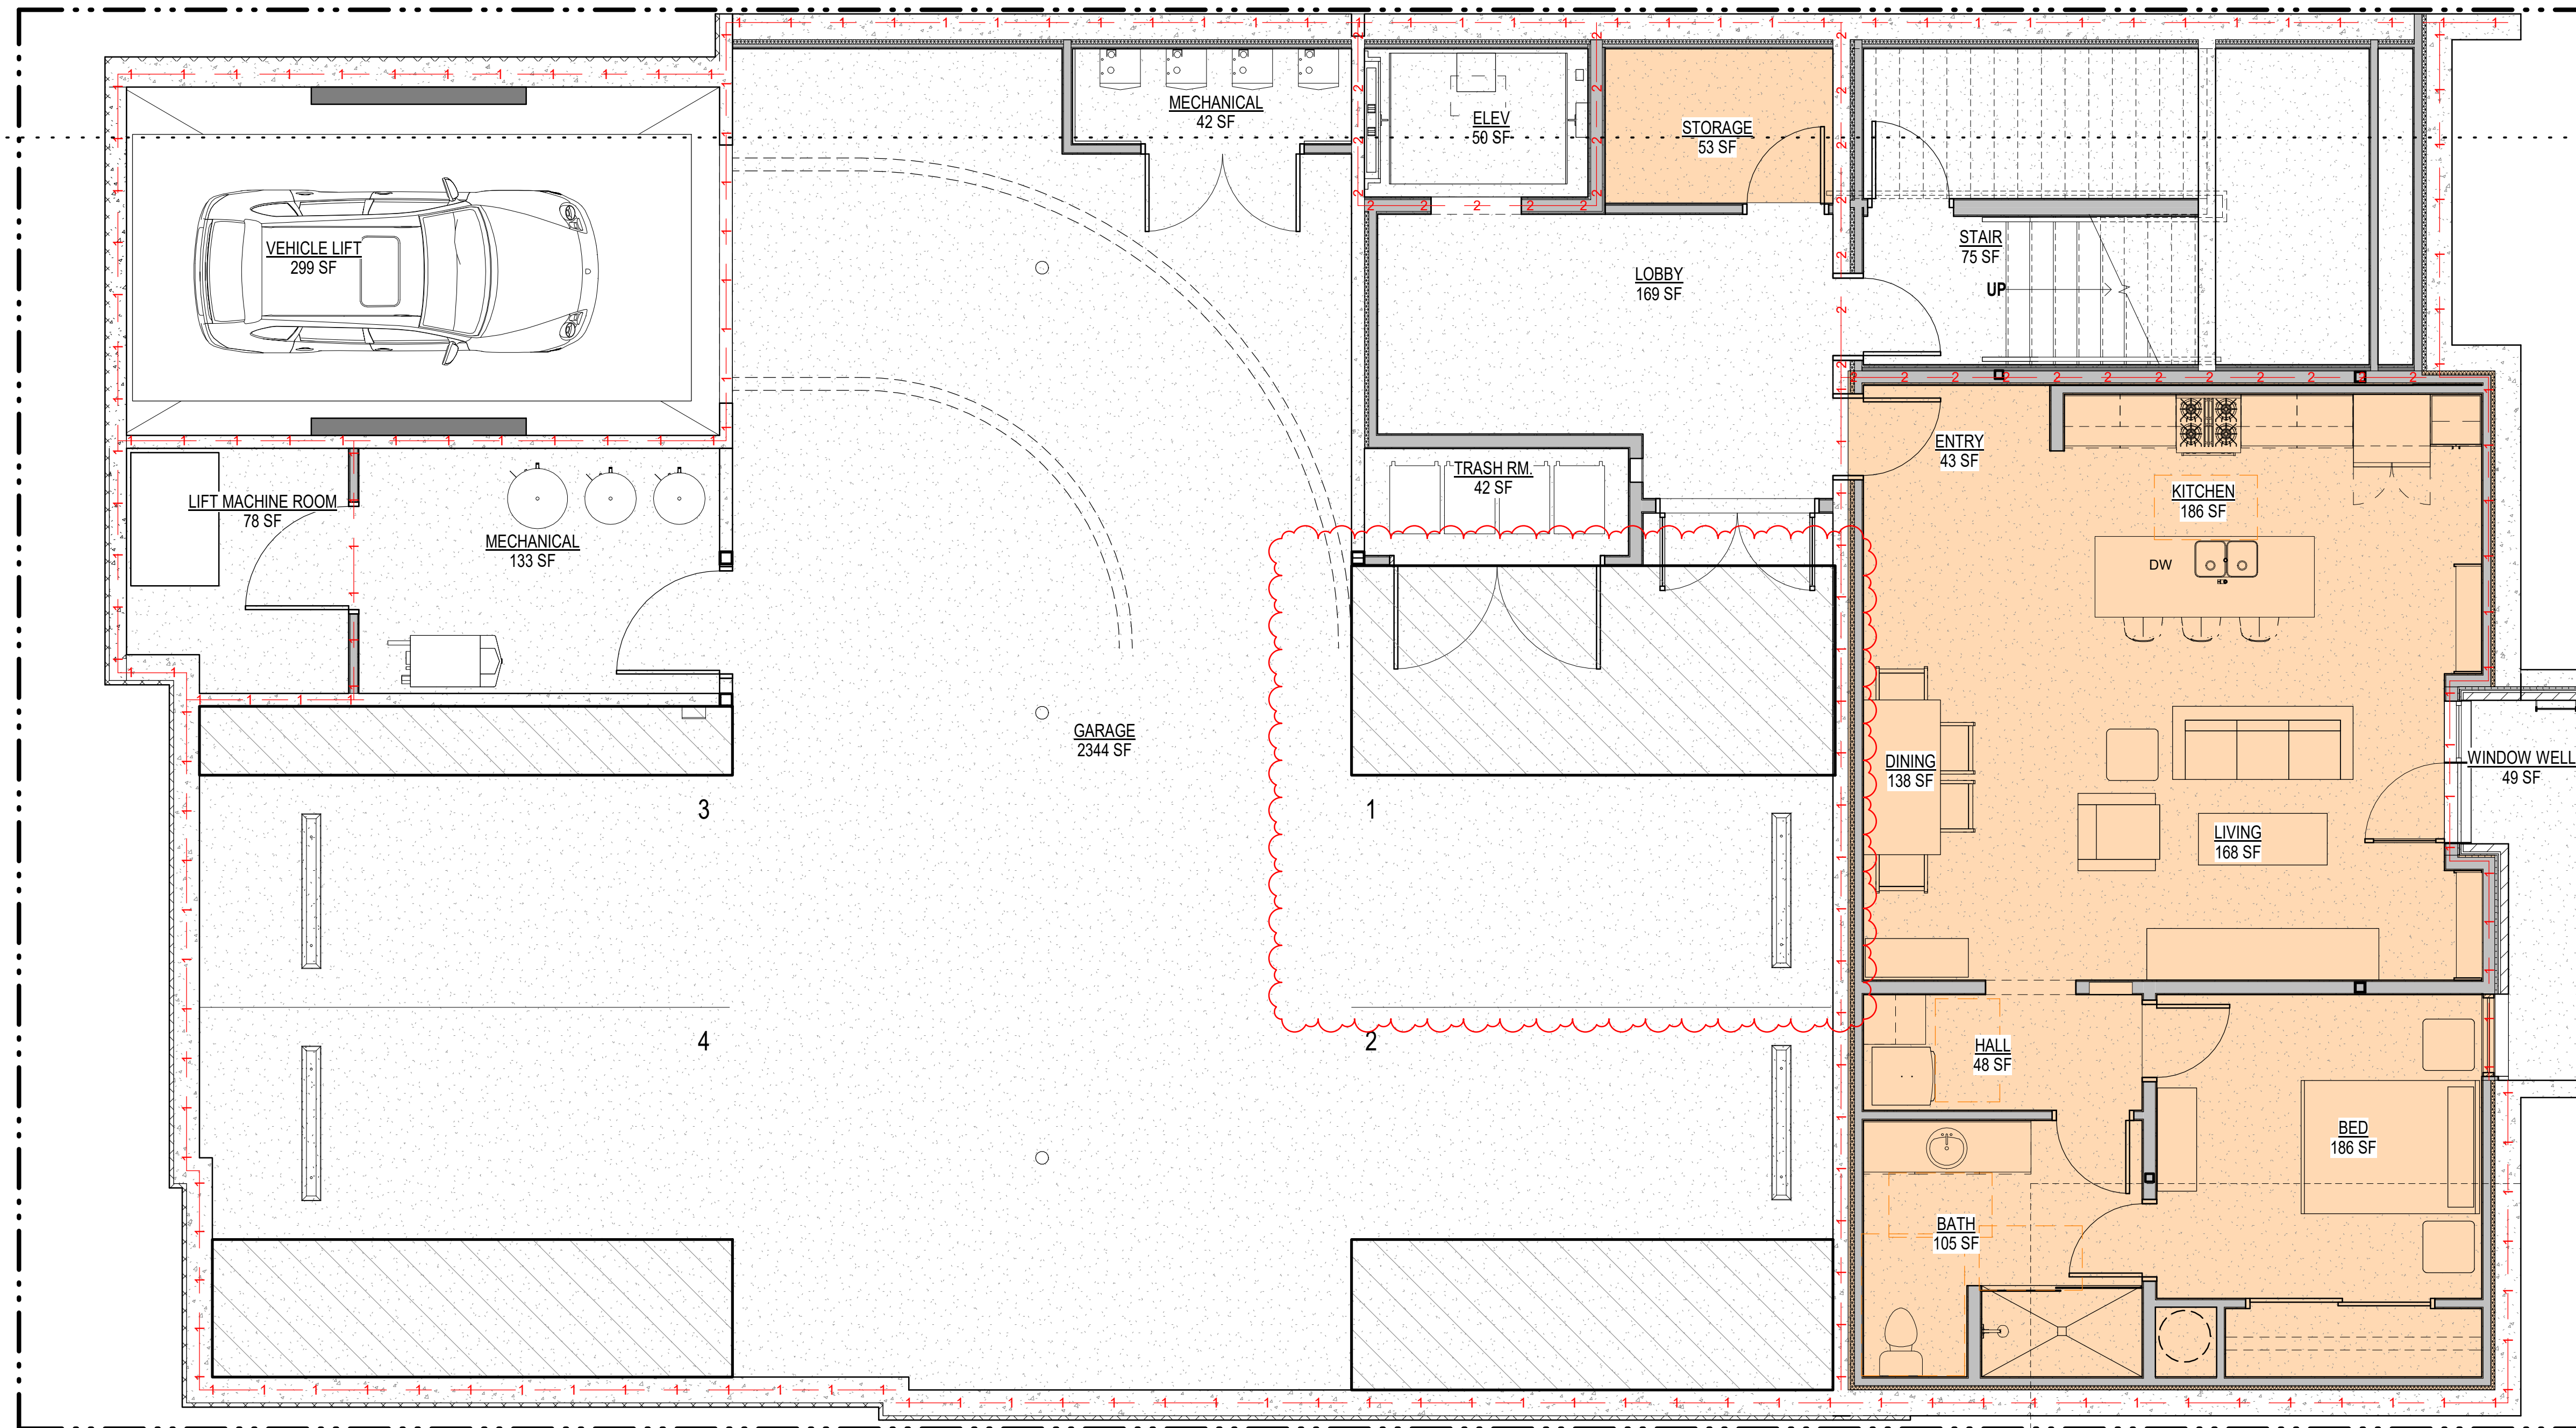 MECHANICAL
42 SF
ELEV
50 SF
STORAGE
53 SF
VEHICLE LIFT
299 SF
LOBBY
169 SF
STAIR
75 SF
UP
ENTRY
43 SF
TRASH RM.
42 SF
KITCHEN
186 SF
LIFT MACHINE ROOM
78 SF
MECHANICAL
133 SF
DW
GARAGE
2344 SF
DINING
138 SF
WINDOW WELL
49 SF
3
1
LIVING
168 SF
4
2
HALL
48 SF
BED
186 SF
BATH
105 SF